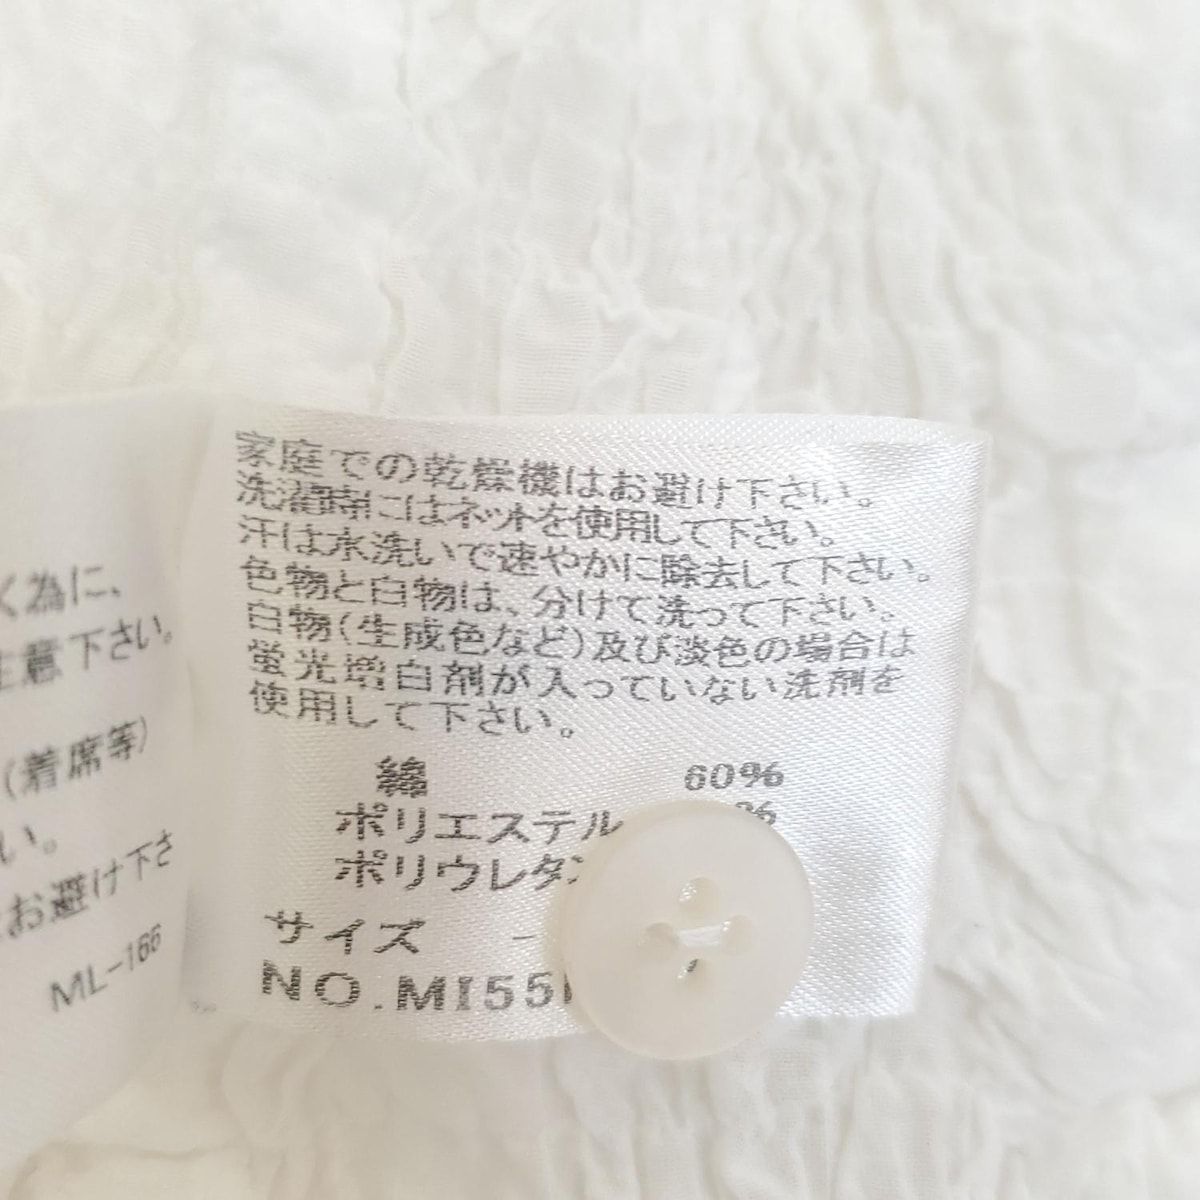 く為に、
意下さい。
(着席等)
い。
お避け下さ
ML-166
家庭での乾燥機はお避け下さい。
洗濯時にはネットを使用して下さい。
汗は水洗いで速やかに除去して下さい。
色物と白物は、分けて洗って下さい。
白物(生成色など)及び淡色の場合は
蛍光増白剤が入っていない洗剤を
使用して下さい。
綿 60%
ポリエステル %
ポリウレタン
サイズ
NO.MI55